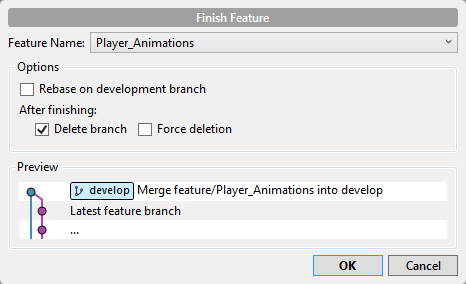 Finish Feature
Feature Name: Player_Animations
Options
Rebase on development branch
After finishing:
Delete branch Force deletion
Preview
develop Merge feature/Player_Animations into develop
Latest feature branch
...
OK Cancel